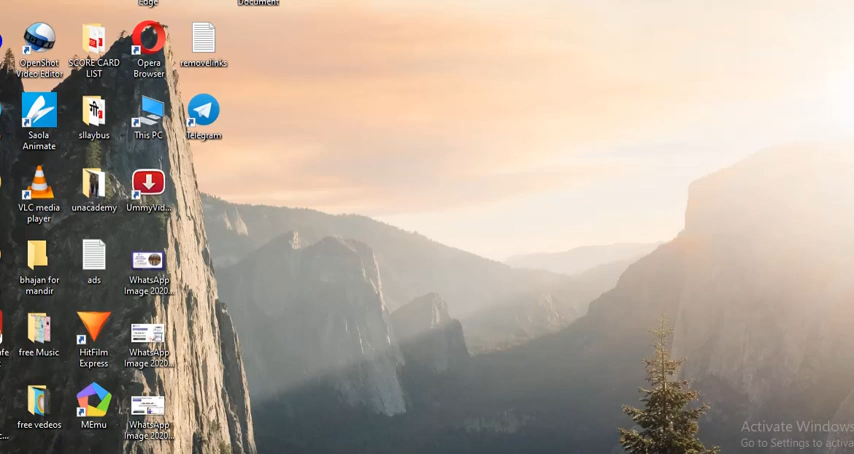 Edge
Document
OpenShot
Video Editor
SCORE CARD
LIST
Opera
Browser
removelinks
Saola
Animate
sllaybus
This PC
Telegram
VLC media
player
unacademy
UmmyVid...
bhajan for
mandir
ads
WhatsApp
Image 2020...
free Music
HitFilm
Express
WhatsApp
Image 2020...
free vedeos
MEmu
WhatsApp
Image 2020...
Activate Windows
Go to Settings to activa